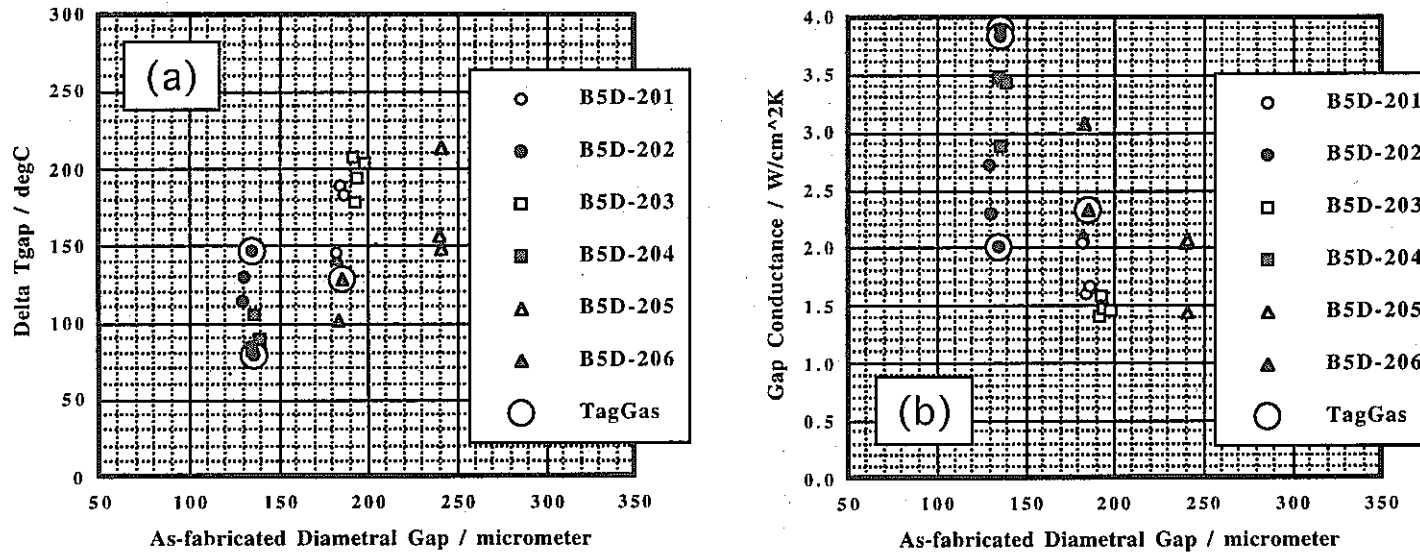 300
250
200
150
100
50
0
Delta Tgap / degC
(a)
B5D-201
B5D-202
B5D-203
B5D-204
B5D-205
B5D-206
TagGas
50 100 150 200 250 300 350
As-fabricated Diametral Gap / micrometer
4.0
3.5
3.0
2.5
2.0
1.5
1.0
0.5
0.0
Gap Conductance / W/cm^2K
(b)
B5D-201
B5D-202
B5D-203
B5D-204
B5D-205
B5D-206
TagGas
50 100 150 200 250 300 350
As-fabricated Diametral Gap / micrometer